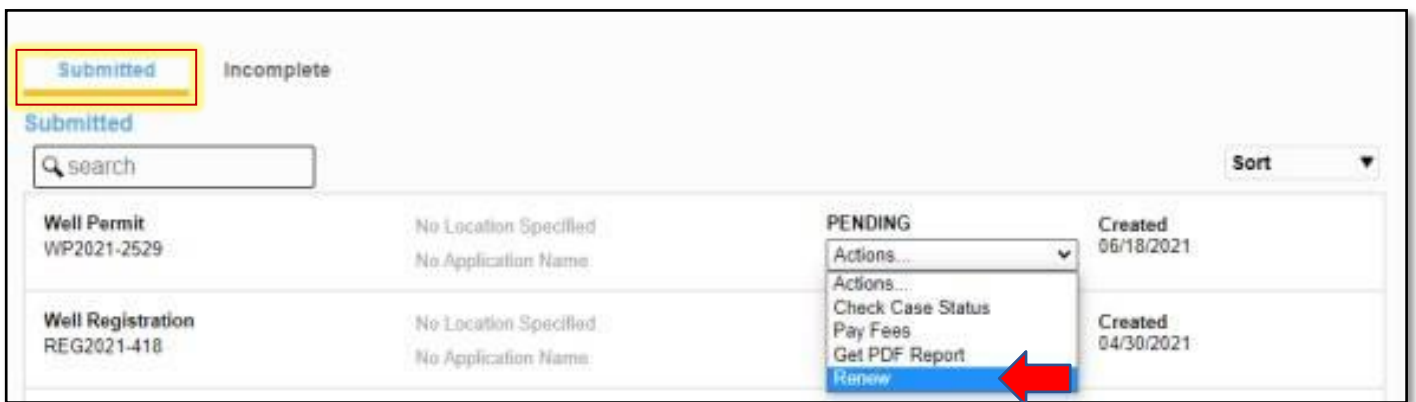 Submitted Incomplete
Submitted
search
Sort
Well Permit No Location Specified PENDING Created
WP2021-2529 No Application Name Actions... 06/18/2021
Actions...
Check Case Status
Well Registration No Location Specified Pay Fees Created
REG2021-418 No Application Name Get PDF Report 04/30/2021
Renew